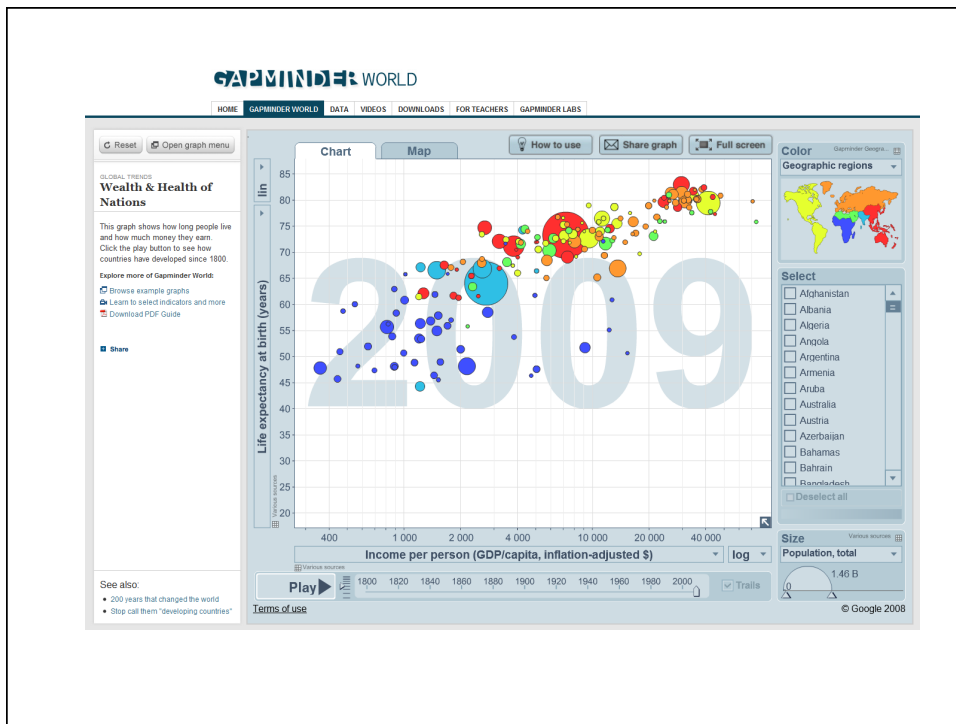 GAPMINDER WORLD
HOME GAPMINDER WORLD DATA VIDEOS DOWNLOADS FOR TEACHERS GAPMINDER LABS
Reset Open graph menu
GLOBAL TRENDS
Wealth & Health of
Nations
This graph shows how long people live
and how much money they earn.
Click the play button to see how
countries have developed since 1800.
Explore more of Gapminder World:
Browse example graphs
Learn to select indicators and more
Download PDF Guide
Share
See also:
200 years that changed the world
Stop call them "developing countries"
How to use Share graph Full screen
Chart Map
lin
Life expectancy at birth (years)
Various sources
85
80
75
70
65
60
55
50
45
40
35
30
25
20
2009
400 1 000 2 000 4 000 10 000 20 000 40 000
Income per person (GDP/capita, inflation-adjusted $) log
Various sources
Play 1800 1820 1840 1860 1880 1900 1920 1940 1960 1980 2000 Trails
Terms of use
Color Gapminder Geogra...
Geographic regions
Select
Afghanistan
Albania
Algeria
Angola
Argentina
Armenia
Aruba
Australia
Austria
Azerbaijan
Bahamas
Bahrain
Bangladesh
Deselect all
Size Various sources
Population, total
1.46 B
0
© Google 2008